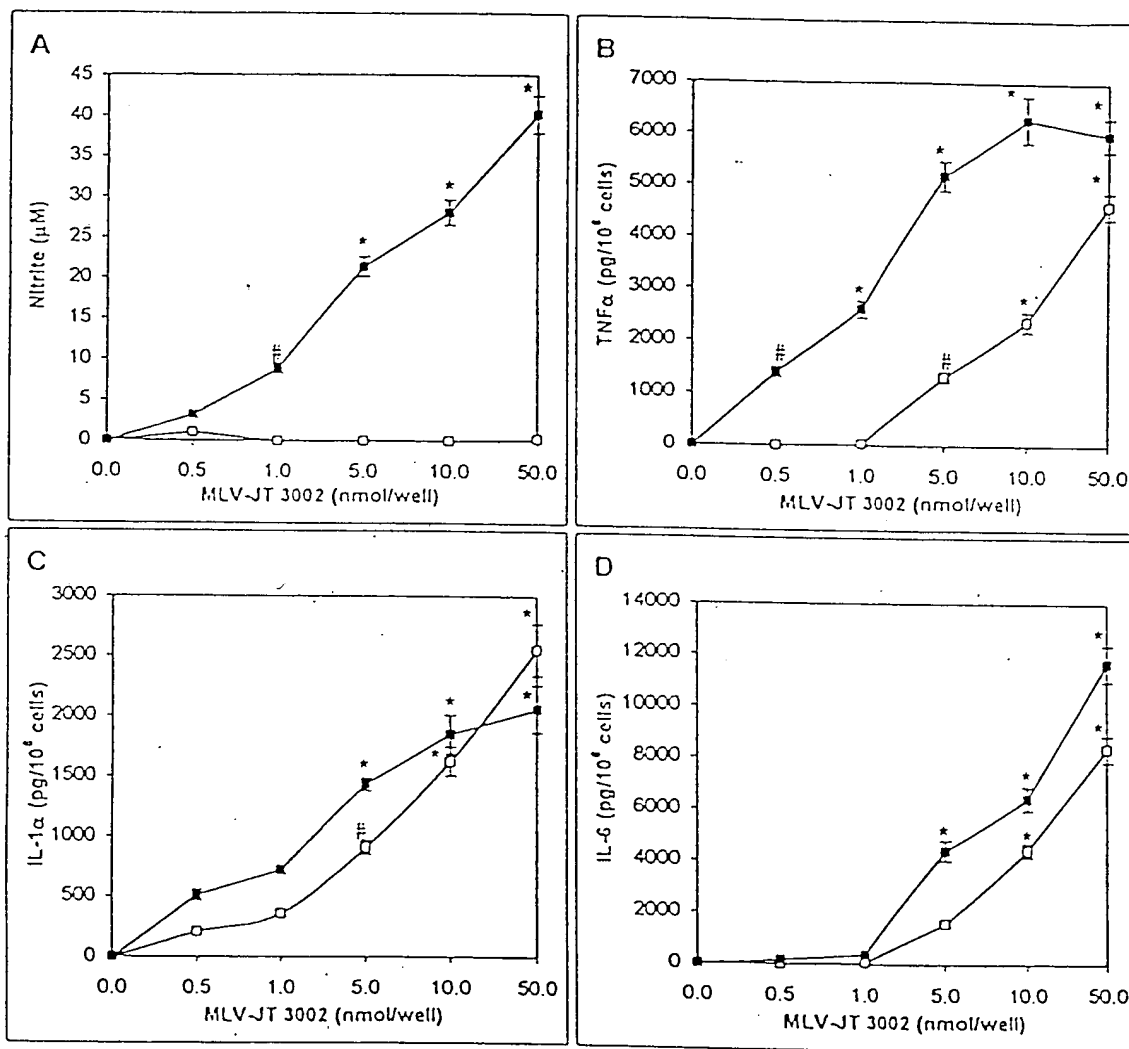 A
Nitrite (μM)
45
40
35
30
25
20
15
10
5
0
0.0 0.5 1.0 5.0 10.0 50.0
MLV-JT 3002 (nmol/well)
* * * #
B
TNFα (pg/10⁶ cells)
7000
6000
5000
4000
3000
2000
1000
0
0.0 0.5 1.0 5.0 10.0 50.0
MLV-JT 3002 (nmol/well)
* * * * * * # #
C
IL-1α (pg/10⁶ cells)
3000
2500
2000
1500
1000
500
0
0.0 0.5 1.0 5.0 10.0 50.0
MLV-JT 3002 (nmol/well)
* * * * * #
D
IL-6 (pg/10⁶ cells)
14000
12000
10000
8000
6000
4000
2000
0
0.0 0.5 1.0 5.0 10.0 50.0
MLV-JT 3002 (nmol/well)
* * * * *